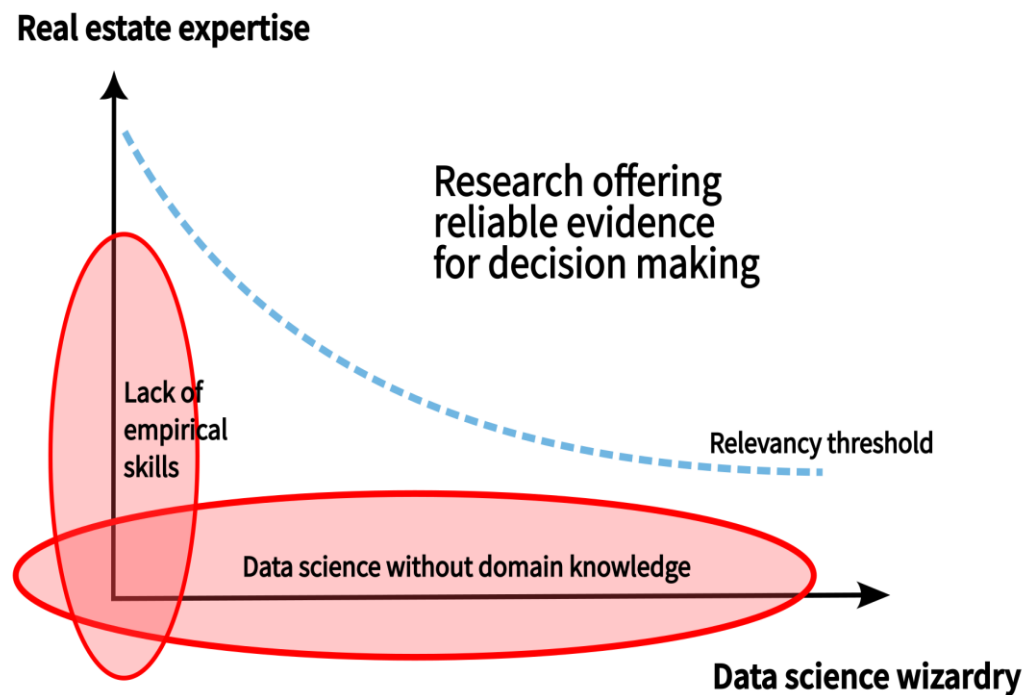 Real estate expertise
Research offering
reliable evidence
for decision making
Lack of
empirical
skills
Relevancy threshold
Data science without domain knowledge
Data science wizardry